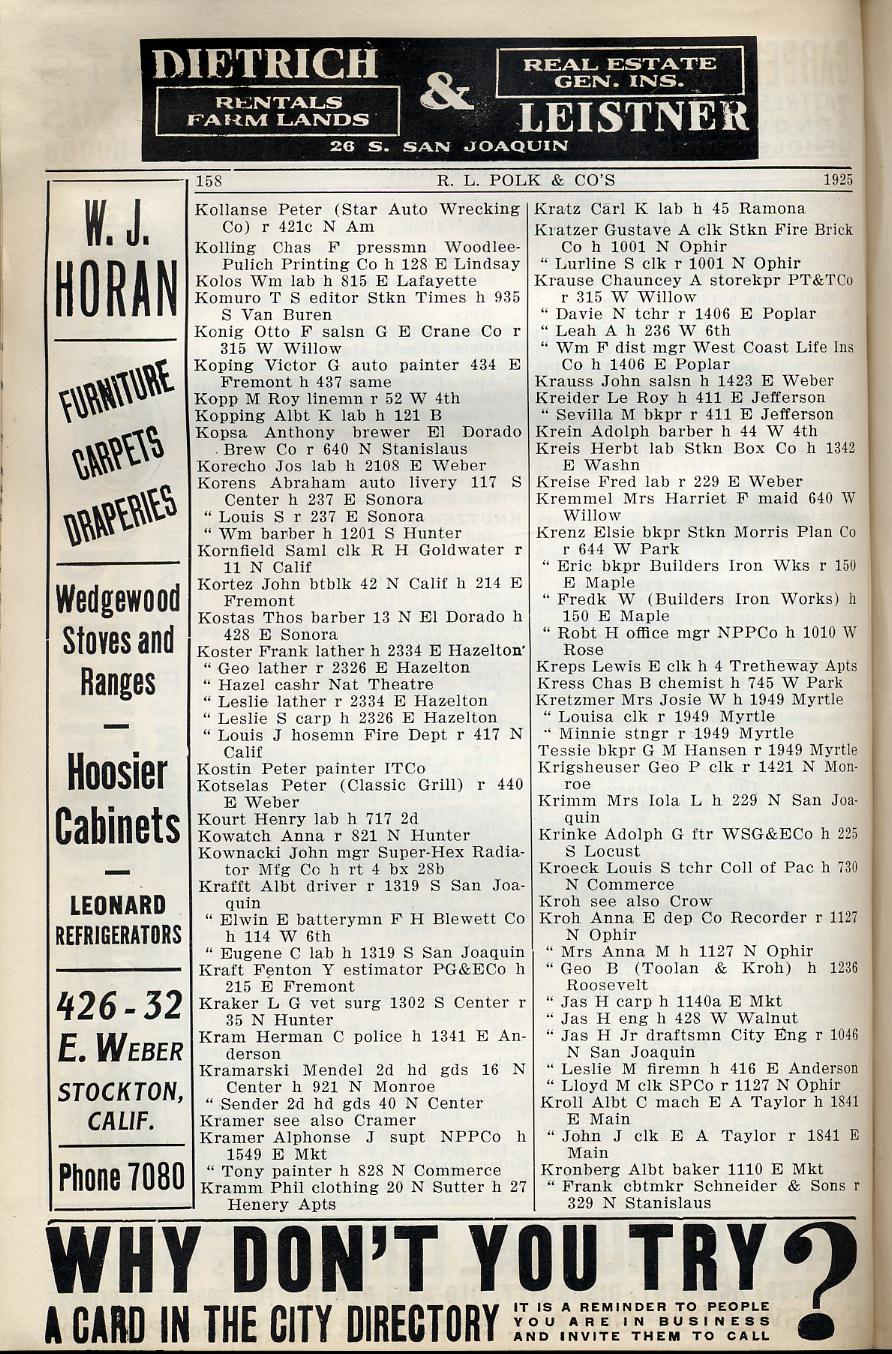 DIETRICH
RENTALS
FARM LANDS
&
REAL ESTATE
GEN. INS.
LEISTNER
26 S. SAN JOAQUIN
158 R. L. POLK & CO'S 1925
W. J.
HORAN
FURNITURE
CARPETS
DRAPERIES
Wedgewood
Stoves and
Ranges
—
Hoosier
Cabinets
—
LEONARD
REFRIGERATORS
426-32
E. WEBER
STOCKTON,
CALIF.
Phone 7080
Kollanse Peter (Star Auto Wrecking
Co) r 421c N Am
Kolling Chas F pressmn Woodlee-
Pulich Printing Co h 128 E Lindsay
Kolos Wm lab h 815 E Lafayette
Komuro T S editor Stkn Times h 935
S Van Buren
Konig Otto F salsn G E Crane Co r
315 W Willow
Koping Victor G auto painter 434 E
Fremont h 437 same
Kopp M Roy linemn r 52 W 4th
Kopping Albt K lab h 121 B
Kopsa Anthony brewer El Dorado
Brew Co r 640 N Stanislaus
Korecho Jos lab h 2108 E Weber
Korens Abraham auto livery 117 S
Center h 237 E Sonora
" Louis S r 237 E Sonora
" Wm barber h 1201 S Hunter
Kornfield Saml clk R H Goldwater r
11 N Calif
Kortez John btblk 42 N Calif h 214 E
Fremont
Kostas Thos barber 13 N El Dorado h
428 E Sonora
Koster Frank lather h 2334 E Hazelton
" Geo lather r 2326 E Hazelton
" Hazel cashr Nat Theatre
" Leslie lather r 2334 E Hazelton
" Leslie S carp h 2326 E Hazelton
" Louis J hosemn Fire Dept r 417 N
Calif
Kostin Peter painter ITCo
Kotselas Peter (Classic Grill) r 440
E Weber
Kourt Henry lab h 717 2d
Kowatch Anna r 821 N Hunter
Kownacki John mgr Super-Hex Radia-
tor Mfg Co h rt 4 bx 28b
Krafft Albt driver r 1319 S San Joa-
quin
" Elwin E batterymn F H Blewett Co
h 114 W 6th
" Eugene C lab h 1319 S San Joaquin
Kraft Fenton Y estimator PG&ECo h
215 E Fremont
Kraker L G vet surg 1302 S Center r
35 N Hunter
Kram Herman C police h 1341 E An-
derson
Kramarski Mendel 2d hd gds 16 N
Center h 921 N Monroe
" Sender 2d hd gds 40 N Center
Kramer see also Cramer
Kramer Alphonse J supt NPPCo h
1549 E Mkt
" Tony painter h 828 N Commerce
Kramm Phil clothing 20 N Sutter h 27
Henery Apts
Kratz Carl K lab h 45 Ramona
Kratzer Gustave A clk Stkn Fire Brick
Co h 1001 N Ophir
" Lurline S clk r 1001 N Ophir
Krause Chauncey A storekpr PT&TCo
r 315 W Willow
" Davie N tchr r 1406 E Poplar
" Leah A h 236 W 6th
" Wm F dist mgr West Coast Life Ins
Co h 1406 E Poplar
Krauss John salsn h 1423 E Weber
Kreider Le Roy h 411 E Jefferson
" Sevilla M bkpr r 411 E Jefferson
Krein Adolph barber h 44 W 4th
Kreis Herbt lab Stkn Box Co h 1342
E Washn
Kreise Fred lab r 229 E Weber
Kremmel Mrs Harriet F maid 640 W
Willow
Krenz Elsie bkpr Stkn Morris Plan Co
r 644 W Park
" Eric bkpr Builders Iron Wks r 150
E Maple
" Fredk W (Builders Iron Works) h
150 E Maple
" Robt H office mgr NPPCo h 1010 W
Rose
Kreps Lewis E clk h 4 Tretheway Apts
Kress Chas B chemist h 745 W Park
Kretzmer Mrs Josie W h 1949 Myrtle
" Louisa clk r 1949 Myrtle
" Minnie stngr r 1949 Myrtle
Tessie bkpr G M Hansen r 1949 Myrtle
Krigsheuser Geo P clk r 1421 N Mon-
roe
Krimm Mrs Iola L h 229 N San Joa-
quin
Krinke Adolph G ftr WSG&ECo h 225
S Locust
Kroeck Louis S tchr Coll of Pac h 730
N Commerce
Kroh see also Crow
Kroh Anna E dep Co Recorder r 1127
N Ophir
" Mrs Anna M h 1127 N Ophir
" Geo B (Toolan & Kroh) h 1236
Roosevelt
" Jas H carp h 1140a E Mkt
" Jas H eng h 428 W Walnut
" Jas H Jr draftsmn City Eng r 1046
N San Joaquin
" Leslie M firemn h 416 E Anderson
" Lloyd M clk SPCo r 1127 N Ophir
Kroll Albt C mach E A Taylor h 1841
E Main
" John J clk E A Taylor r 1841 E
Main
Kronberg Albt baker 1110 E Mkt
" Frank cbtmkr Schneider & Sons r
329 N Stanislaus
WHY DON'T YOU TRY?
A CARD IN THE CITY DIRECTORY
IT IS A REMINDER TO PEOPLE
YOU ARE IN BUSINESS
AND INVITE THEM TO CALL